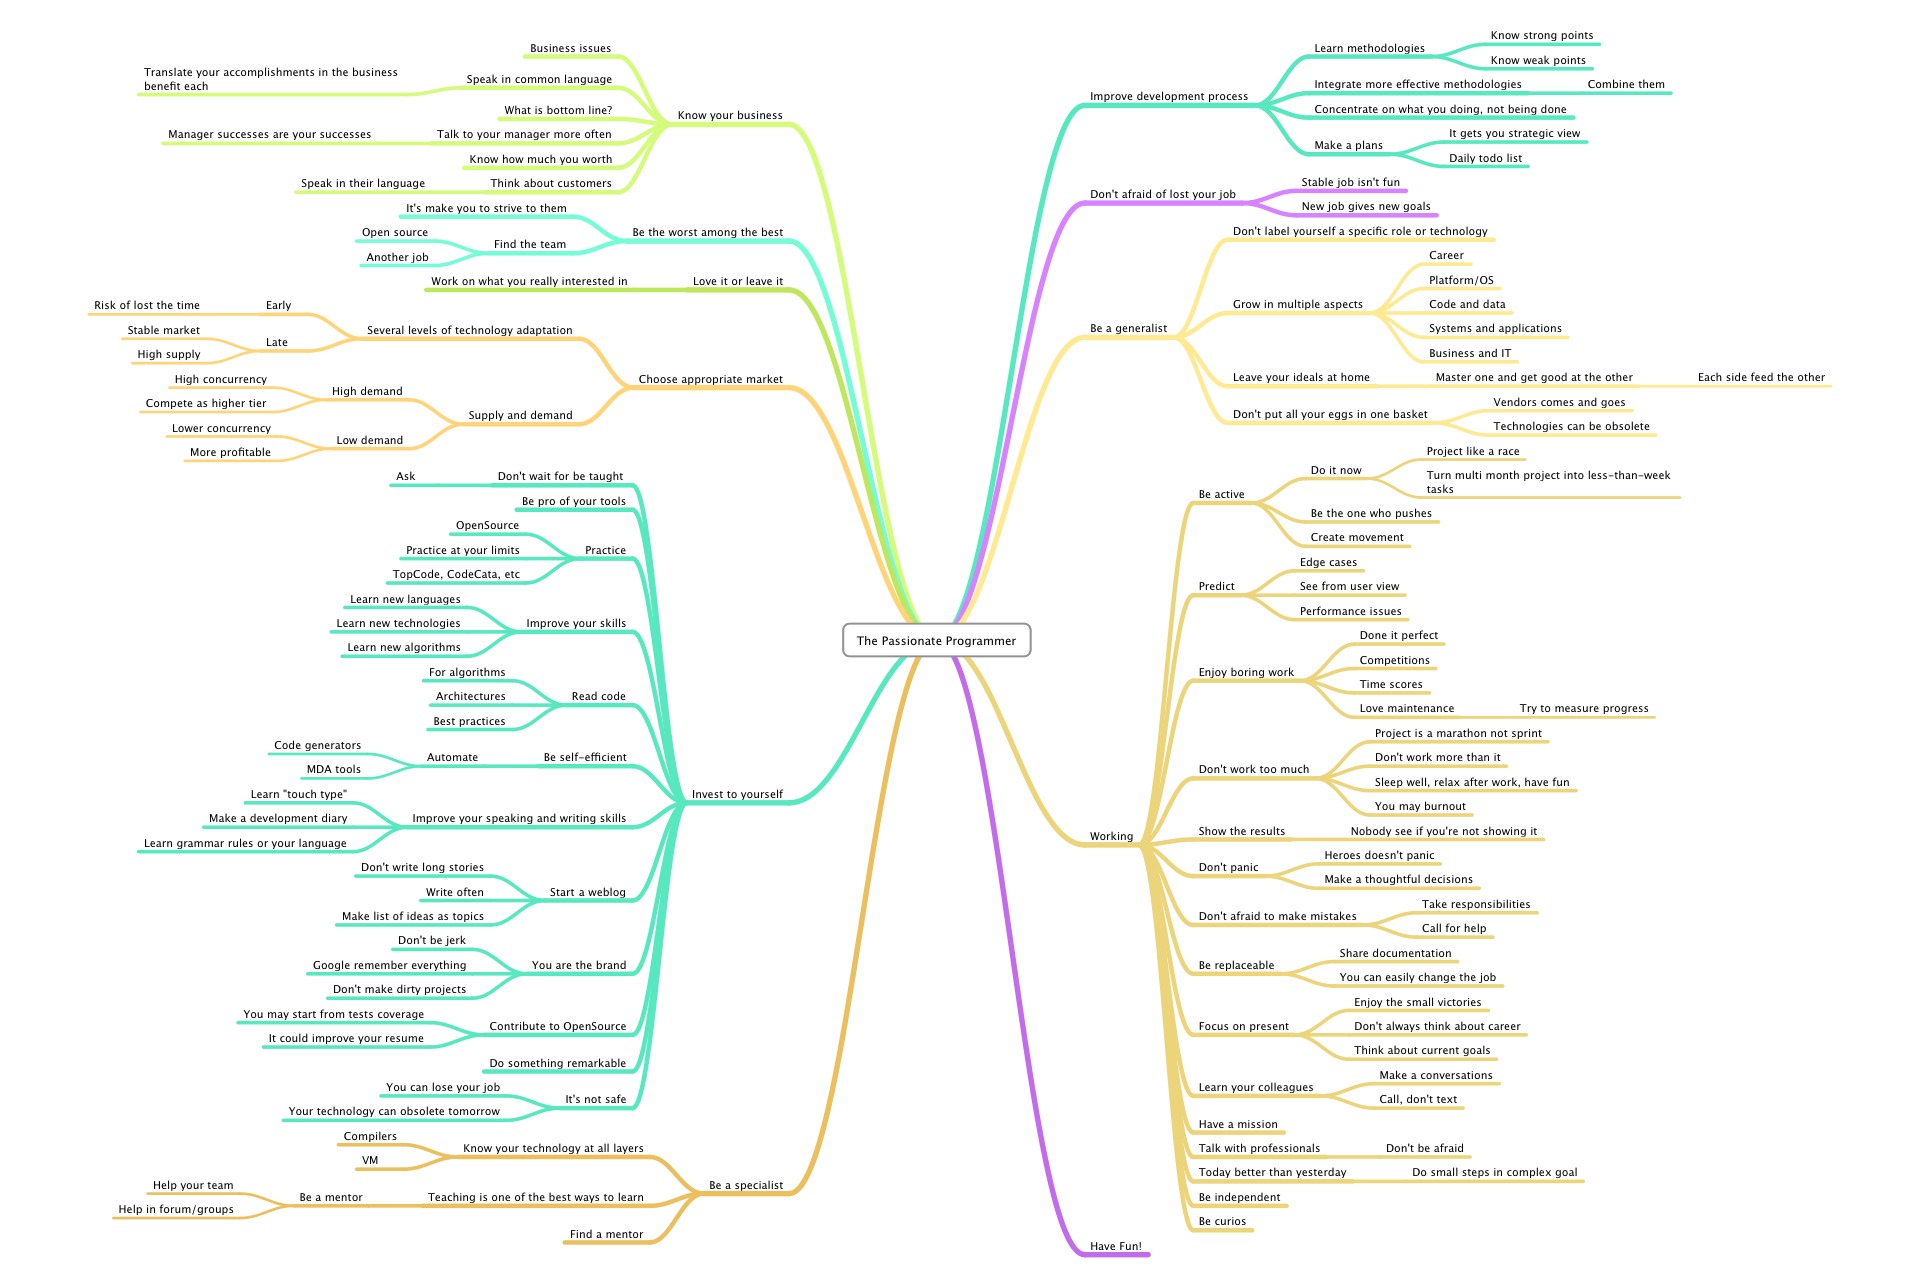 The Passionate Programmer
Know your business
Business issues
Speak in common language
Translate your accomplishments in the business
benefit each
What is bottom line?
Talk to your manager more often
Manager successes are your successes
Know how much you worth
Think about customers
Speak in their language
Be the worst among the best
It's make you to strive to them
Find the team
Open source
Another job
Love it or leave it
Work on what you really interested in
Choose appropriate market
Several levels of technology adaptation
Early
Risk of lost the time
Late
Stable market
High supply
Supply and demand
High demand
High concurrency
Compete as higher tier
Low demand
Lower concurrency
More profitable
Invest to yourself
Don't wait for be taught
Ask
Be pro of your tools
Practice
OpenSource
Practice at your limits
TopCode, CodeCata, etc
Improve your skills
Learn new languages
Learn new technologies
Learn new algorithms
Read code
For algorithms
Architectures
Best practices
Be self-efficient
Automate
Code generators
MDA tools
Improve your speaking and writing skills
Learn "touch type"
Make a development diary
Learn grammar rules or your language
Start a weblog
Don't write long stories
Write often
Make list of ideas as topics
You are the brand
Don't be jerk
Google remember everything
Don't make dirty projects
Contribute to OpenSource
You may start from tests coverage
It could improve your resume
Do something remarkable
It's not safe
You can lose your job
Your technology can obsolete tomorrow
Be a specialist
Know your technology at all layers
Compilers
VM
Teaching is one of the best ways to learn
Be a mentor
Help your team
Help in forum/groups
Find a mentor
Improve development process
Learn methodologies
Know strong points
Know weak points
Integrate more effective methodologies
Combine them
Concentrate on what you doing, not being done
Make a plans
It gets you strategic view
Daily todo list
Don't afraid of lost your job
Stable job isn't fun
New job gives new goals
Be a generalist
Don't label yourself a specific role or technology
Grow in multiple aspects
Career
Platform/OS
Code and data
Systems and applications
Business and IT
Leave your ideals at home
Master one and get good at the other
Each side feed the other
Don't put all your eggs in one basket
Vendors comes and goes
Technologies can be obsolete
Working
Be active
Do it now
Project like a race
Turn multi month project into less-than-week
tasks
Be the one who pushes
Create movement
Predict
Edge cases
See from user view
Performance issues
Enjoy boring work
Done it perfect
Competitions
Time scores
Love maintenance
Try to measure progress
Don't work too much
Project is a marathon not sprint
Don't work more than it
Sleep well, relax after work, have fun
You may burnout
Show the results
Nobody see if you're not showing it
Don't panic
Heroes doesn't panic
Make a thoughtful decisions
Don't afraid to make mistakes
Take responsibilities
Call for help
Be replaceable
Share documentation
You can easily change the job
Focus on present
Enjoy the small victories
Don't always think about career
Think about current goals
Learn your colleagues
Make a conversations
Call, don't text
Have a mission
Talk with professionals
Don't be afraid
Today better than yesterday
Do small steps in complex goal
Be independent
Be curios
Have Fun!